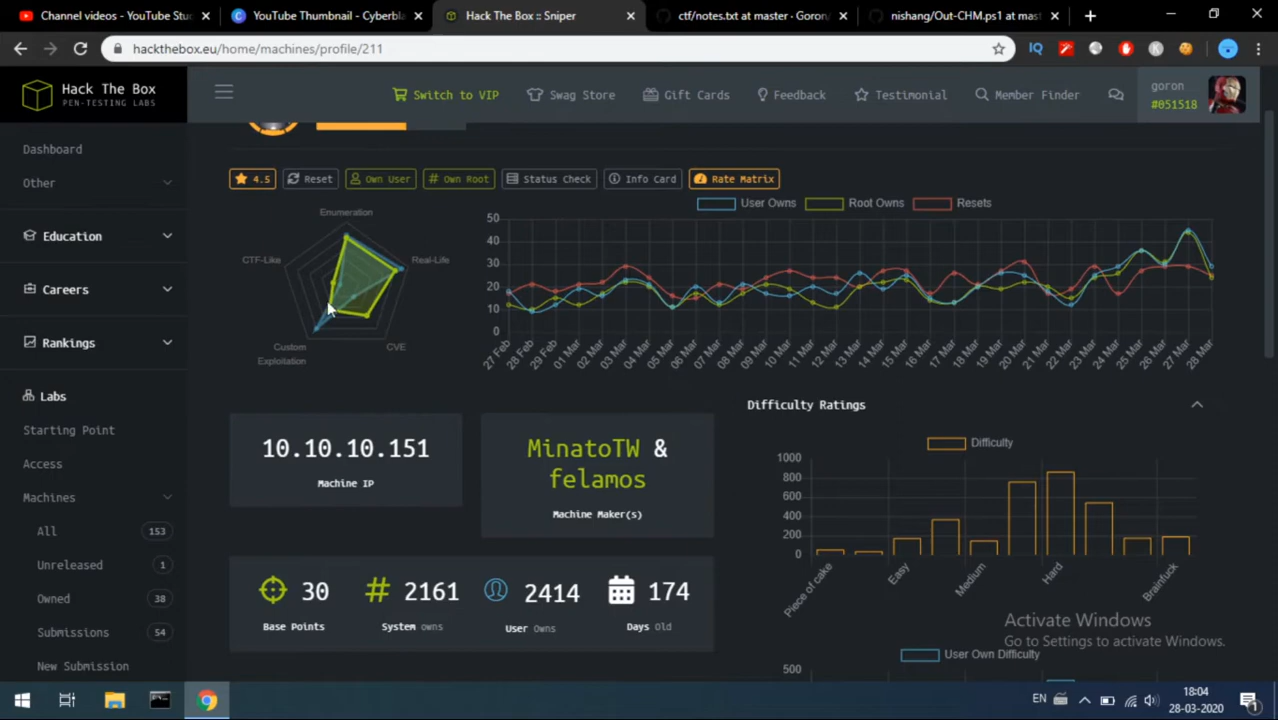 Channel videos - YouTube Stu
YouTube Thumbnail - Cyberbla
Hack The Box :: Sniper
ctf/notes.txt at master · Goron/
nishang/Out-CHM.ps1 at mast
hackthebox.eu/home/machines/profile/211
IQ
Hack The Box
PEN-TESTING LABS
Switch to VIP
Swag Store
Gift Cards
Feedback
Testimonial
Member Finder
goron
#051518
Dashboard
Other
Education
Careers
Rankings
Labs
Starting Point
Access
Machines
All 153
Unreleased 1
Owned 38
Submissions 54
New Submission
4.5
Reset
Own User
Own Root
Status Check
Info Card
Rate Matrix
Enumeration
CTF-Like
Real-Life
Custom
Exploitation
CVE
User Owns
Root Owns
Resets
50
40
30
20
10
0
27 Feb
28 Feb
29 Feb
01 Mar
02 Mar
03 Mar
04 Mar
05 Mar
06 Mar
07 Mar
08 Mar
09 Mar
10 Mar
11 Mar
12 Mar
13 Mar
14 Mar
15 Mar
16 Mar
17 Mar
18 Mar
19 Mar
20 Mar
21 Mar
22 Mar
23 Mar
24 Mar
25 Mar
26 Mar
27 Mar
28 Mar
10.10.10.151
Machine IP
MinatoTW &
felamos
Machine Maker(s)
30
Base Points
2161
System owns
2414
User Owns
174
Days Old
Difficulty Ratings
Difficulty
1000
800
600
400
200
0
Piece of cake
Easy
Medium
Hard
Brainfuck
User Own Difficulty
500
Activate Windows
Go to Settings to activate Windows.
EN
18:04
28-03-2020
1